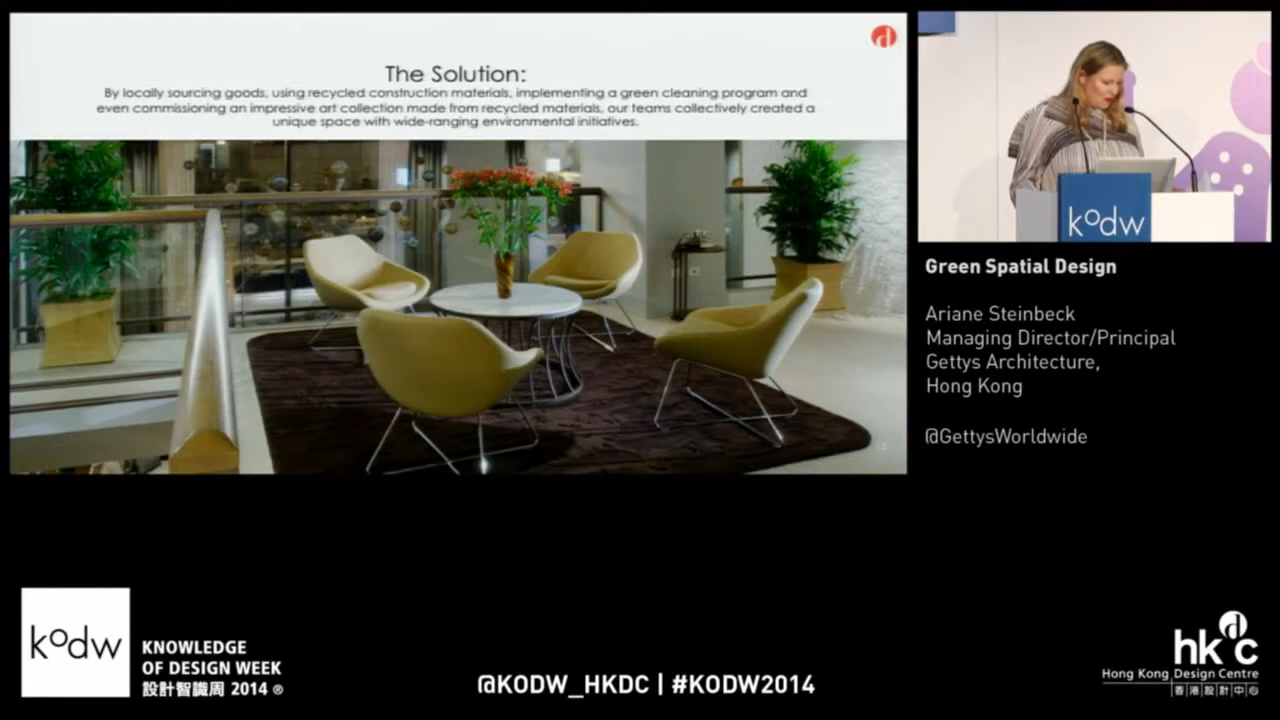 The Solution:
By locally sourcing goods, using recycled construction materials, implementing a green cleaning program and
even commissioning an impressive art collection made from recycled materials, our teams collectively created a
unique space with wide-ranging environmental initiatives.
kodw
Green Spatial Design
Ariane Steinbeck
Managing Director/Principal
Gettys Architecture,
Hong Kong
@GettysWorldwide
kodw
KNOWLEDGE
OF DESIGN WEEK
設計智識周 2014 ®
@KODW_HKDC | #KODW2014
hkdc
Hong Kong Design Centre
香港設計中心